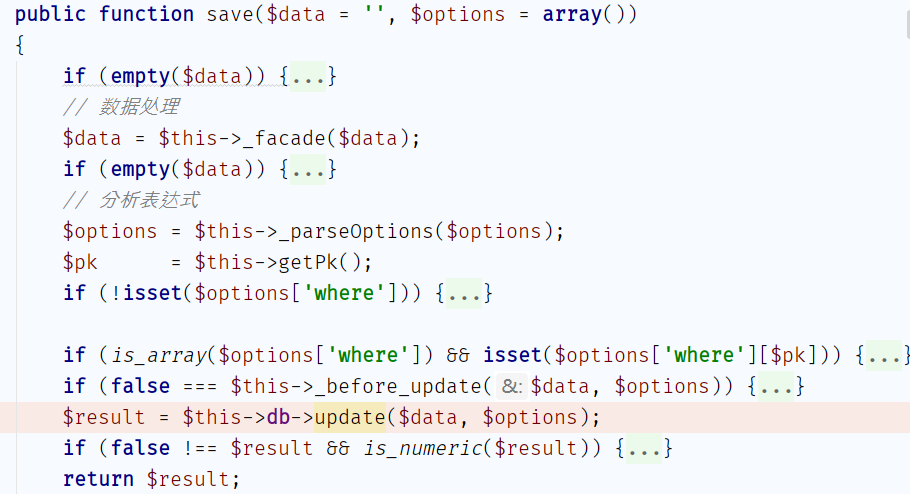 public function save($data = '', $options = array())
{
if (empty($data)) {...}
// 数据处理
$data = $this->_facade($data);
if (empty($data)) {...}
// 分析表达式
$options = $this->_parseOptions($options);
$pk      = $this->getPk();
if (!isset($options['where'])) {...}
if (is_array($options['where']) && isset($options['where'][$pk])) {...}
if (false === $this->_before_update( &: $data, $options)) {...}
$result = $this->db->update($data, $options);
if (false !== $result && is_numeric($result)) {...}
return $result;